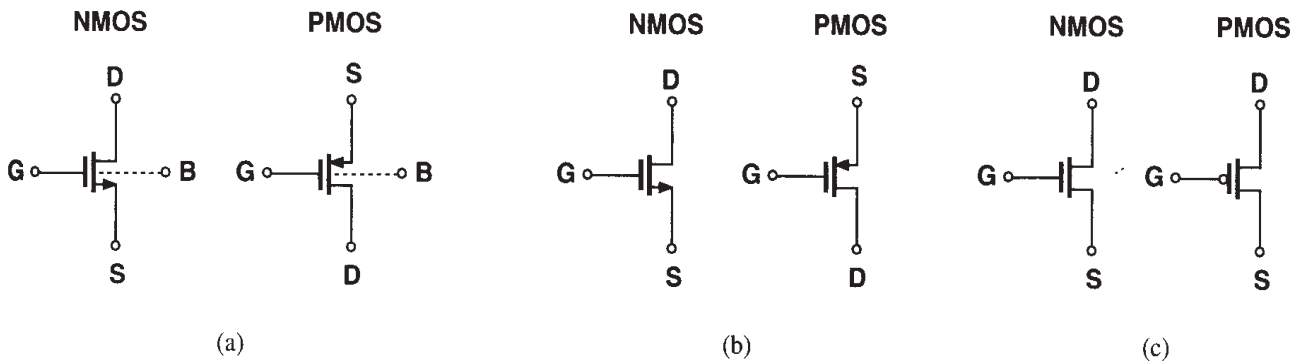 NMOS PMOS NMOS PMOS NMOS PMOS
D S D S D D
G B G B G G G G
S D S D S S
(a) (b) (c)